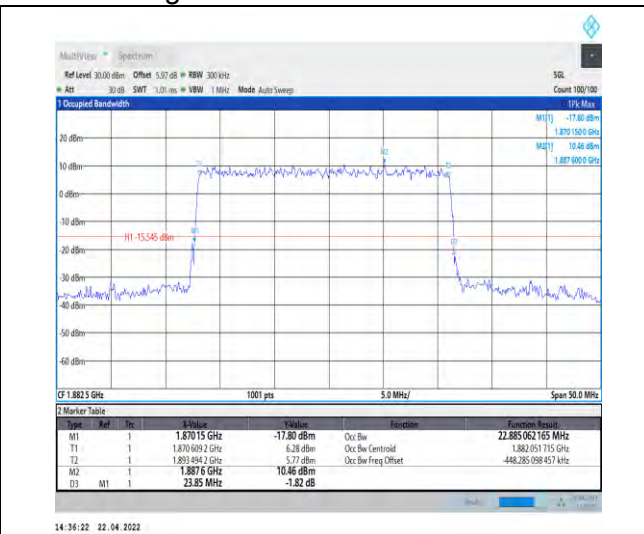 MultiView Spectrum
Ref Level 30.00 dBm Offset 5.97 dB RBW 300 kHz SGL
Att 30 dB SWT 1.01 ms VBW 1 MHz Mode Auto Sweep Count 100/100
1 Occupied Bandwidth 1Pk Max
M1[1] -17.80 dBm
1.870 150 0 GHz
M2[1] 10.46 dBm
1.887 600 0 GHz
20 dBm
10 dBm
0 dBm
-10 dBm
H1 -15.545 dBm
-20 dBm
-30 dBm
-40 dBm
-50 dBm
-60 dBm
M2
T1
M1
D3
CF 1.882 5 GHz 1001 pts 5.0 MHz/ Span 50.0 MHz
2 Marker Table
Type Ref Trc X-Value Y-Value Function Function Result
M1 1 1.870 15 GHz -17.80 dBm Occ Bw 22.885 062 165 MHz
T1 1 1.870 609 2 GHz 6.28 dBm Occ Bw Centroid 1.882 051 715 GHz
T2 1 1.893 494 2 GHz 5.77 dBm Occ Bw Freq Offset -448.285 098 457 kHz
M2 1 1.887 6 GHz 10.46 dBm
D3 M1 1 23.85 MHz -1.82 dB
14:36:22 22.04.2022